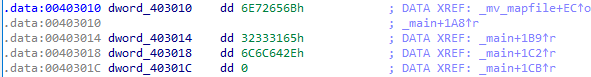 .data:00403010 dword_403010 dd 6E72656Bh ; DATA XREF: _mv_mapfile+EC↑o
.data:00403010 ; _main+1A8↑r
.data:00403014 dword_403014 dd 32333165h ; DATA XREF: _main+1B9↑r
.data:00403018 dword_403018 dd 6C6C642Eh ; DATA XREF: _main+1C2↑r
.data:0040301C dword_40301C dd 0 ; DATA XREF: _main+1CB↑r